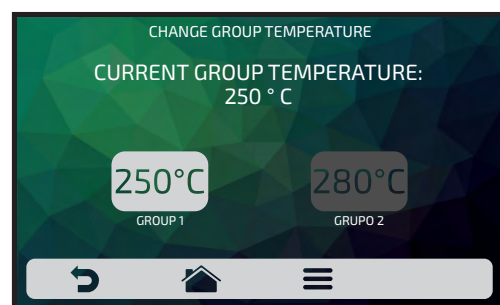 CHANGE GROUP TEMPERATURE
CURRENT GROUP TEMPERATURE:
250 ° C
250°C
280°C
GROUP 1
GRUPO 2